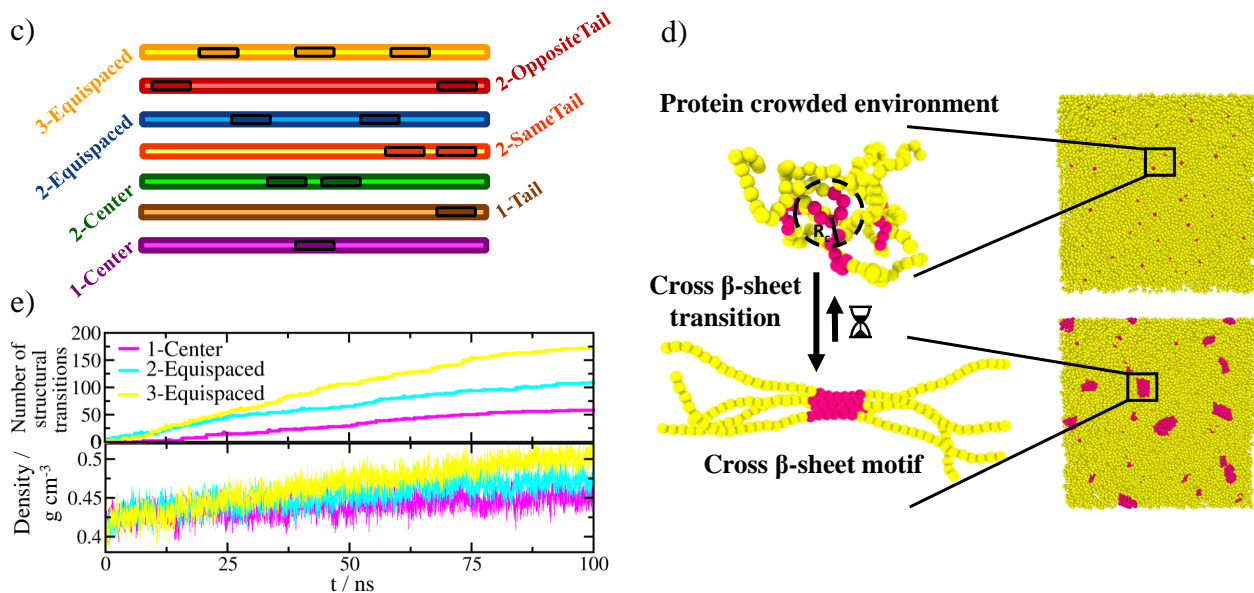 c)
3-Equispaced
2-OppositeTail
2-Equispaced
2-SameTail
2-Center
1-Tail
1-Center
d)
Protein crowded environment
Rc
Cross β-sheet
transition
Cross β-sheet motif
e)
Number of
structural
transitions
200
175
150
100
50
0
1-Center
2-Equispaced
3-Equispaced
Density /
g cm-3
0.5
0.45
0.4
0
25
50
75
100
t / ns